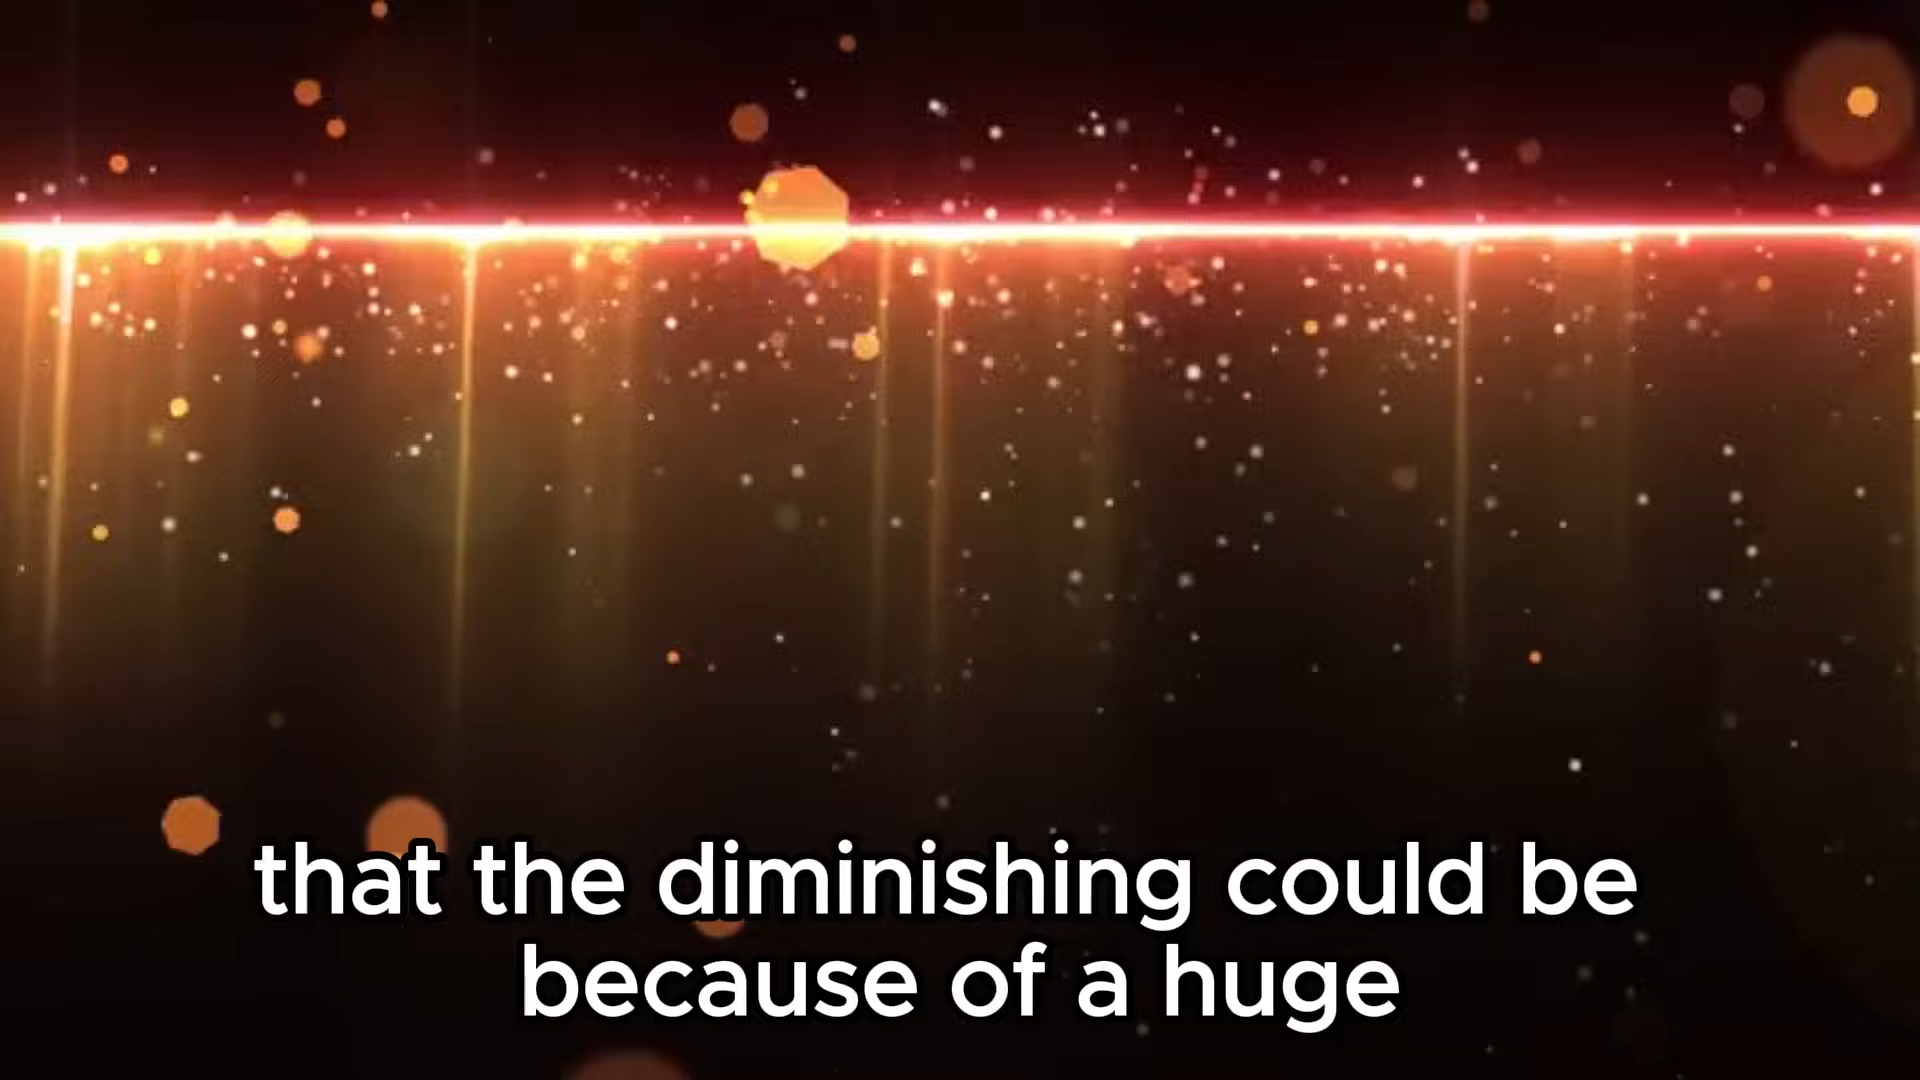 that the diminishing could be
because of a huge